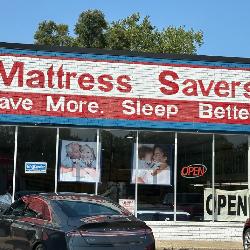 Mattress Savers
ave More. Sleep Bette
OPEN
OPEN